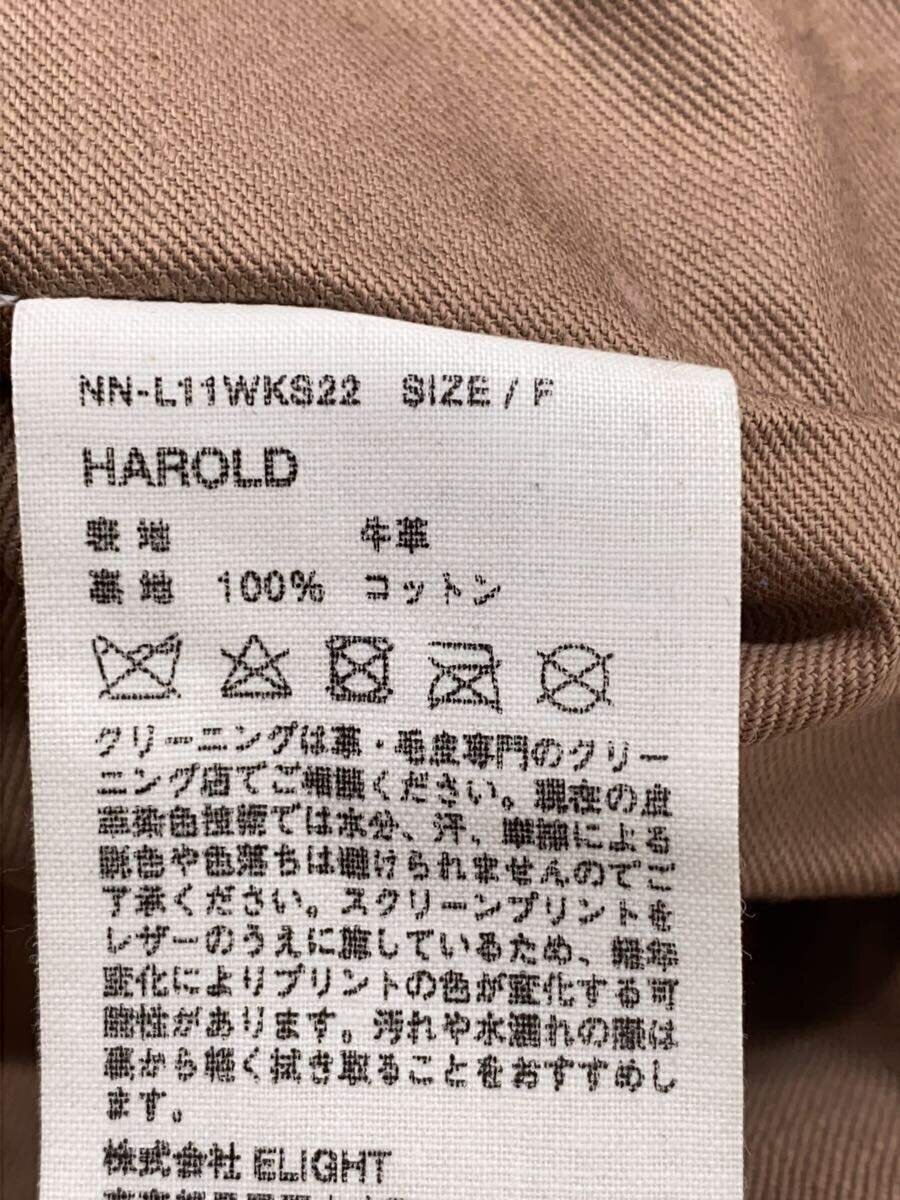 NN-L11WKS22 SIZE / F
HAROLD
表 地 牛革
裏 地 100% コットン
クリーニングは革・毛皮専門のクリー
ニング店でご相談ください。現在の皮
革染色技術では水分、汗、摩擦による
脱色や色落ちは避けられませんのでご
了承ください。スクリーンプリントを
レザーのうえに施しているため、経年
変化によりプリントの色が変化する可
能性があります。汚れや水濡れの際は
裏から軽く拭き取ることをおすすめし
ます。
株式会社 ELIGHT